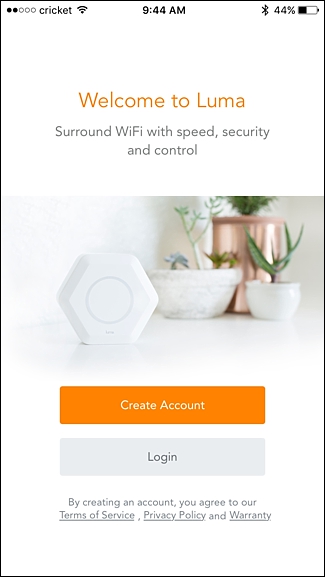 cricket 9:44 AM 44%
Welcome to Luma
Surround WiFi with speed, security
and control
Create Account
Login
By creating an account, you agree to our
Terms of Service , Privacy Policy and Warranty